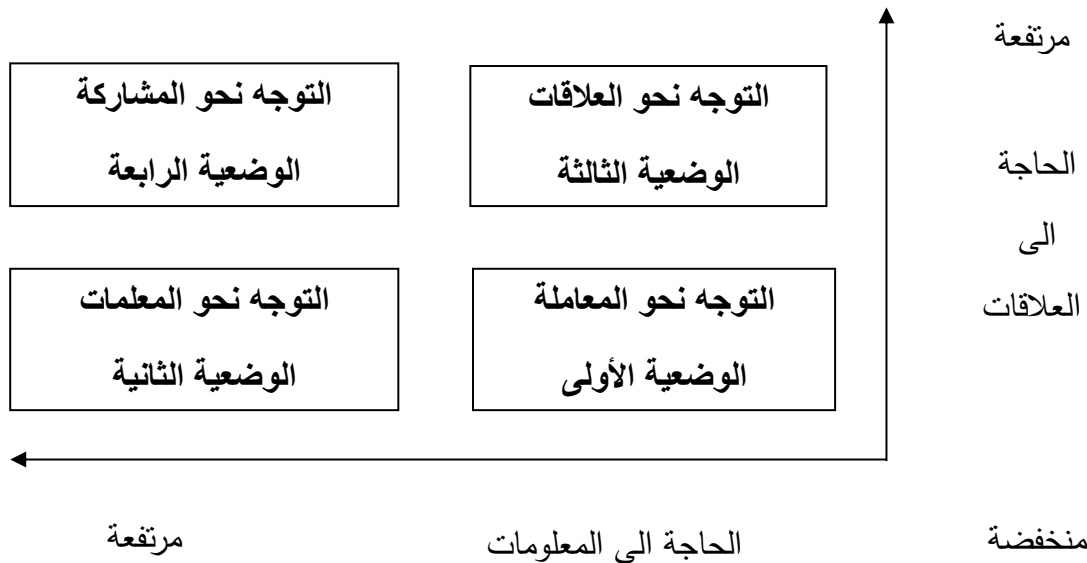 مرتفعة
التوجه نحو العلاقات
الوضعية الثالثة
التوجه نحو المشاركة
الوضعية الرابعة
الحاجة
الى
العلاقات
التوجه نحو المعاملة
الوضعية الأولى
التوجه نحو المعلمات
الوضعية الثانية
منخفضة
الحاجة الى المعلومات
مرتفعة